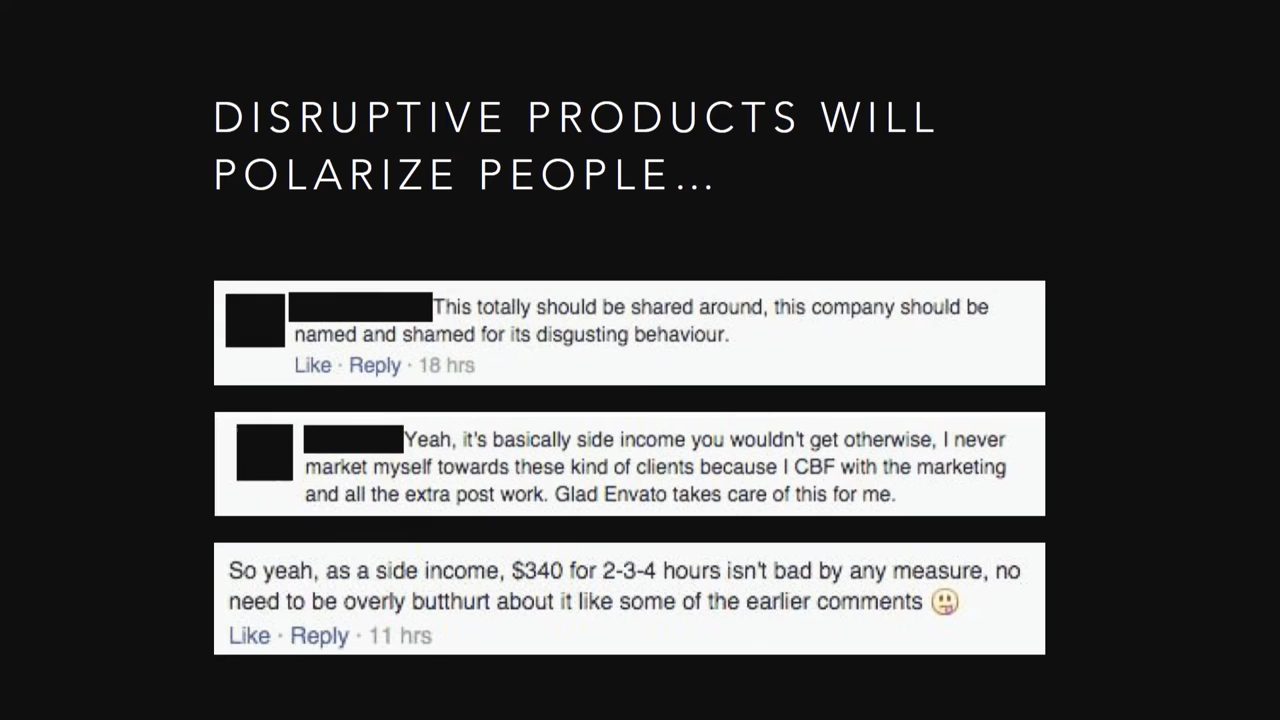 DISRUPTIVE PRODUCTS WILL
POLARIZE PEOPLE...
This totally should be shared around, this company should be
named and shamed for its disgusting behaviour.
Like · Reply · 18 hrs
Yeah, it's basically side income you wouldn't get otherwise, I never
market myself towards these kind of clients because I CBF with the marketing
and all the extra post work. Glad Envato takes care of this for me.
So yeah, as a side income, $340 for 2-3-4 hours isn't bad by any measure, no
need to be overly butthurt about it like some of the earlier comments
Like · Reply · 11 hrs